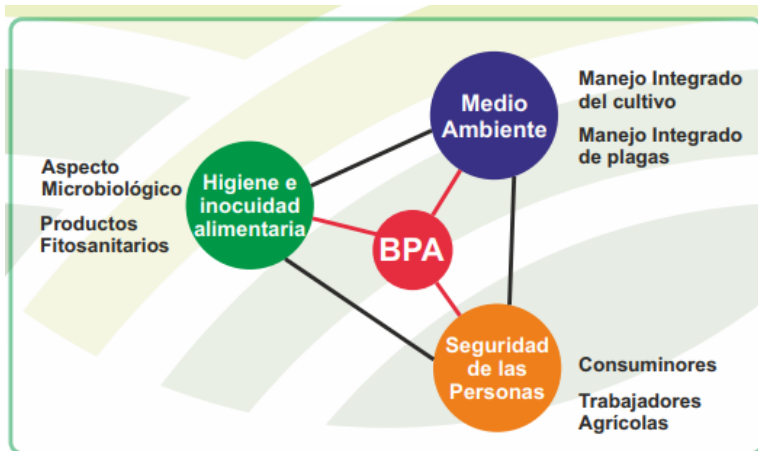 Medio
Ambiente
Manejo Integrado
del cultivo
Manejo Integrado
de plagas
Aspecto
Microbiológico
Productos
Fitosanitarios
Higiene e
inocuidad
alimentaria
BPA
Seguridad
de las
Personas
Consuminores
Trabajadores
Agrícolas